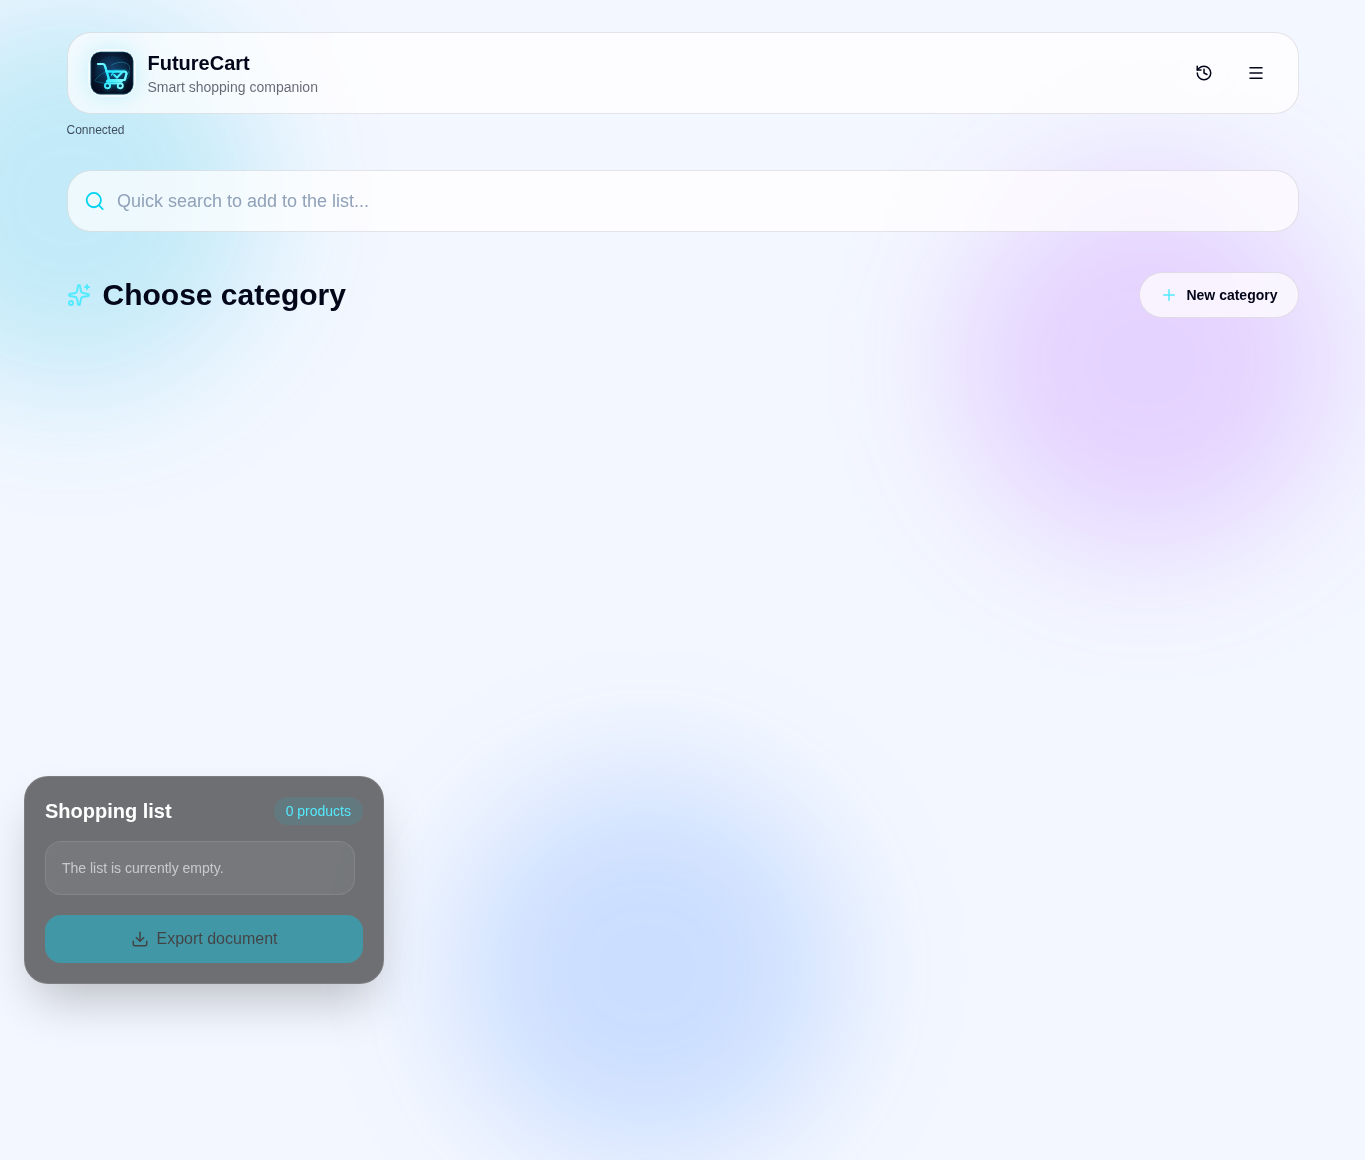 FutureCart
Smart shopping companion
Connected
Quick search to add to the list...
Choose category
New category
Shopping list
0 products
The list is currently empty.
Export document